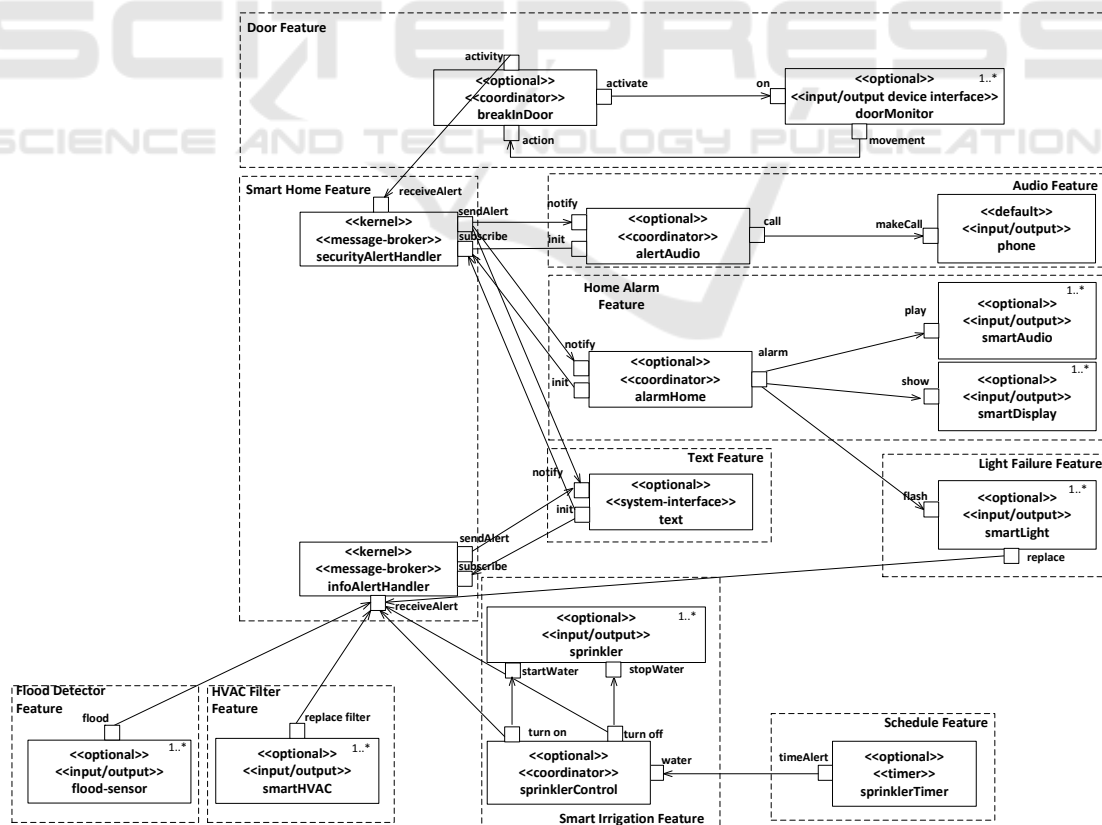 SCITEPRESS
SCIENCE AND TECHNOLOGY PUBLICATIONS
Door Feature
activity
<<optional>>
<<coordinator>>
breakInDoor
activate
action
on
<<optional>>
1..*
<<input/output device interface>>
doorMonitor
movement
Smart Home Feature
receiveAlert
<<kernel>>
<<message-broker>>
securityAlertHandler
sendAlert
subscribe
Audio Feature
notify
init
<<optional>>
<<coordinator>>
alertAudio
call
makeCall
<<default>>
<<input/output>>
phone
Home Alarm
Feature
notify
init
<<optional>>
<<coordinator>>
alarmHome
alarm
play
1..*
<<optional>>
<<input/output>>
smartAudio
show
1..*
<<optional>>
<<input/output>>
smartDisplay
Text Feature
notify
init
<<optional>>
<<system-interface>>
text
Light Failure Feature
flash
1..*
<<optional>>
<<input/output>>
smartLight
replace
<<kernel>>
<<message-broker>>
infoAlertHandler
sendAlert
subscribe
receiveAlert
<<optional>>
1..*
<<input/output>>
sprinkler
startWater
stopWater
Flood Detector
Feature
flood
<<optional>>
1..*
<<input/output>>
flood-sensor
HVAC Filter
Feature
replace filter
<<optional>>
1..*
<<input/output>>
smartHVAC
turn on
turn off
<<optional>>
<<coordinator>>
sprinklerControl
water
Smart Irrigation Feature
Schedule Feature
timeAlert
<<optional>>
<<timer>>
sprinklerTimer